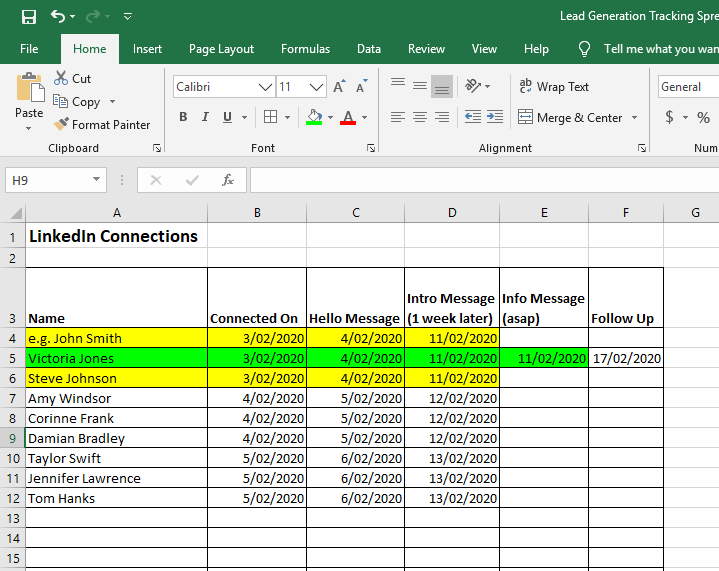 Lead Generation Tracking Spre
File Home Insert Page Layout Formulas Data Review View Help Tell me what you wan
Cut
Copy
Format Painter
Paste
Calibri 11
B I U
A A
ab Wrap Text
Merge & Center
General
$ %
Clipboard Font Alignment Num
H9 fx
A B C D E F G
1 LinkedIn Connections
2
Intro Message Info Message
3 Name Connected On Hello Message (1 week later) (asap) Follow Up
4 e.g. John Smith 3/02/2020 4/02/2020 11/02/2020
5 Victoria Jones 3/02/2020 4/02/2020 11/02/2020 11/02/2020 17/02/2020
6 Steve Johnson 3/02/2020 4/02/2020 11/02/2020
7 Amy Windsor 4/02/2020 5/02/2020 12/02/2020
8 Corinne Frank 4/02/2020 5/02/2020 12/02/2020
9 Damian Bradley 4/02/2020 5/02/2020 12/02/2020
10 Taylor Swift 5/02/2020 6/02/2020 13/02/2020
11 Jennifer Lawrence 5/02/2020 6/02/2020 13/02/2020
12 Tom Hanks 5/02/2020 6/02/2020 13/02/2020
13
14
15